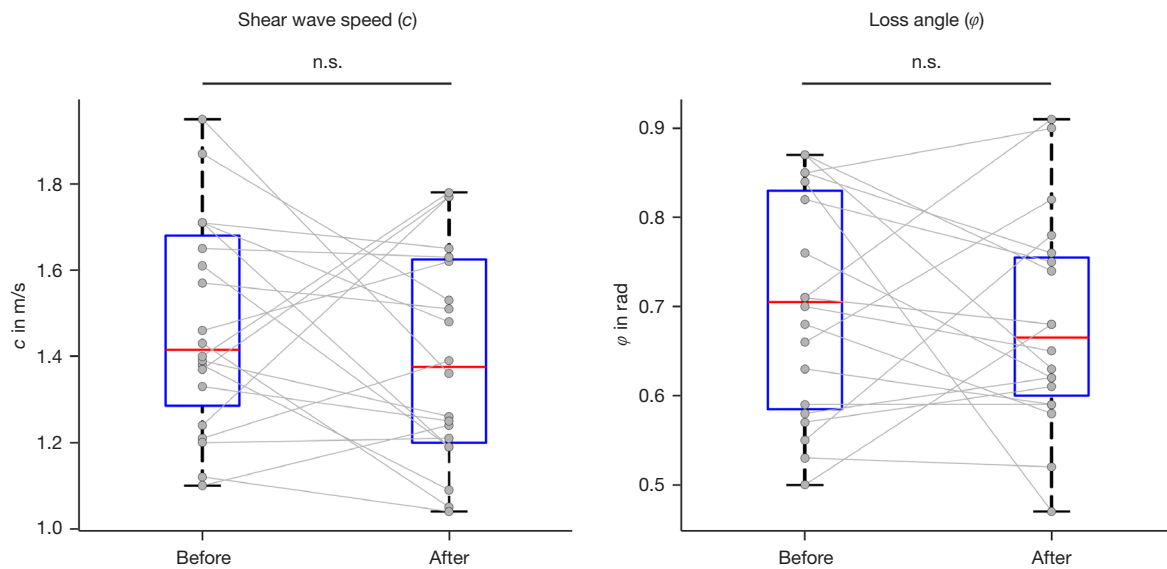 Shear wave speed (c)
n.s.
c in m/s
1.8
1.6
1.4
1.2
1.0
Before
After
Loss angle (φ)
n.s.
φ in rad
0.9
0.8
0.7
0.6
0.5
Before
After